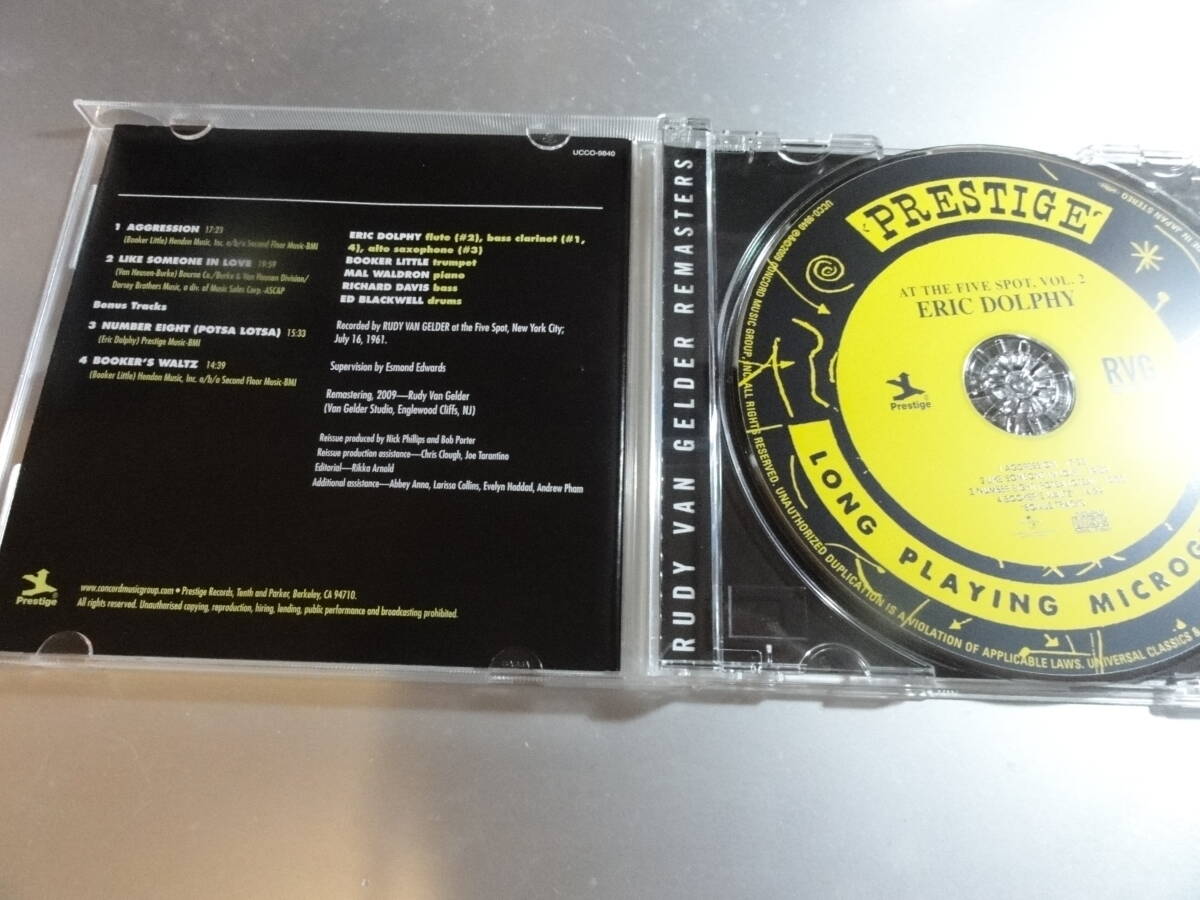 UCCO-9840
1 AGGRESSION 17:23
(Booker Little) Hendon Music, Inc. a/b/o Second Floor Music-BMI
2 LIKE SOMEONE IN LOVE 19:59
(Van Heusen-Burke) Bourne Co./Burke & Van Heusen Division/
Dorsey Brothers Music, a div. of Music Sales Corp.-ASC&P
Bonus Tracks
3 NUMBER EIGHT (POTSA LOTSA) 15:33
(Eric Dolphy) Prestige Music-BMI
4 BOOKER'S WALTZ 14:39
(Booker Little) Hendon Music, Inc. a/b/o Second Floor Music-BMI
ERIC DOLPHY flute (#2), bass clarinet (#1,
4), alto saxophone (#3)
BOOKER LITTLE trumpet
MAL WALDRON piano
RICHARD DAVIS bass
ED BLACKWELL drums
Recorded by RUDY VAN GELDER at the Five Spot, New York City;
July 16, 1961.
Supervision by Esmond Edwards
Remastering, 2009—Rudy Van Gelder
(Van Gelder Studio, Englewood Cliffs, NJ)
Reissue produced by Nick Phillips and Bob Porter
Reissue production assistance—Chris Clough, Joe Tarantino
Editorial—Rikka Arnold
Additional assistance—Abbey Anna, Larissa Collins, Evelyn Haddad, Andrew Pham
Prestige
www.concordmusicgroup.com • Prestige Records, Tenth and Parker, Berkeley, CA 94710.
All rights reserved. Unauthorised copying, reproduction, hiring, lending, public performance and broadcasting prohibited.
RUDY VAN GELDER REMASTERS
PRESTIGE
AT THE FIVE SPOT, VOL. 2
ERIC DOLPHY
RVG
Prestige
LONG PLAYING MICROG
UCCO-9840 ℗©2009 CONCORD MUSIC GROUP, INC. ALL RIGHTS RESERVED. UNAUTHORIZED DUPLICATION IS A VIOLATION OF APPLICABLE LAWS. UNIVERSAL CLASSICS
IN JAPAN STEREO